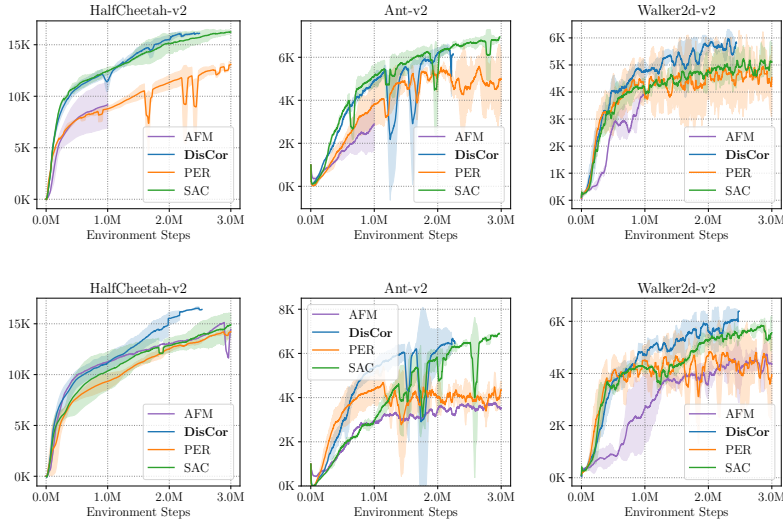 HalfCheetah-v2
15K
10K
5K
0K
0.0M 1.0M 2.0M 3.0M
Environment Steps
AFM
DisCor
PER
SAC
Ant-v2
6K
4K
2K
0K
0.0M 1.0M 2.0M 3.0M
Environment Steps
AFM
DisCor
PER
SAC
Walker2d-v2
6K
5K
4K
3K
1K
1K
0K
0.0M 1.0M 2.0M 3.0M
Environment Steps
AFM
DisCor
PER
SAC
HalfCheetah-v2
15K
10K
5K
0K
0.0M 1.0M 2.0M 3.0M
Environment Steps
AFM
DisCor
PER
SAC
Ant-v2
8K
6K
4K
2K
0K
0.0M 1.0M 2.0M 3.0M
Environment Steps
AFM
DisCor
PER
SAC
Walker2d-v2
6K
4K
2K
0K
0.0M 1.0M 2.0M 3.0M
Environment Steps
AFM
DisCor
PER
SAC